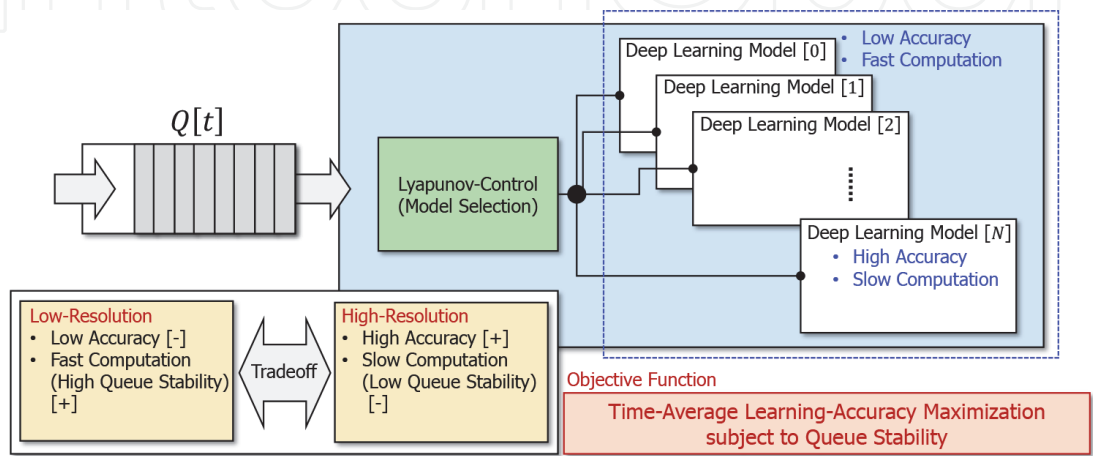 Q[t]
Lyapunov-Control
(Model Selection)
Deep Learning Model [0]
• Low Accuracy
• Fast Computation
Deep Learning Model [1]
Deep Learning Model [2]
Deep Learning Model [N]
• High Accuracy
• Slow Computation
Low-Resolution
• Low Accuracy [-]
• Fast Computation
(High Queue Stability)
[+]
Tradeoff
High-Resolution
• High Accuracy [+]
• Slow Computation
(Low Queue Stability)
[-]
Objective Function
Time-Average Learning-Accuracy Maximization
subject to Queue Stability